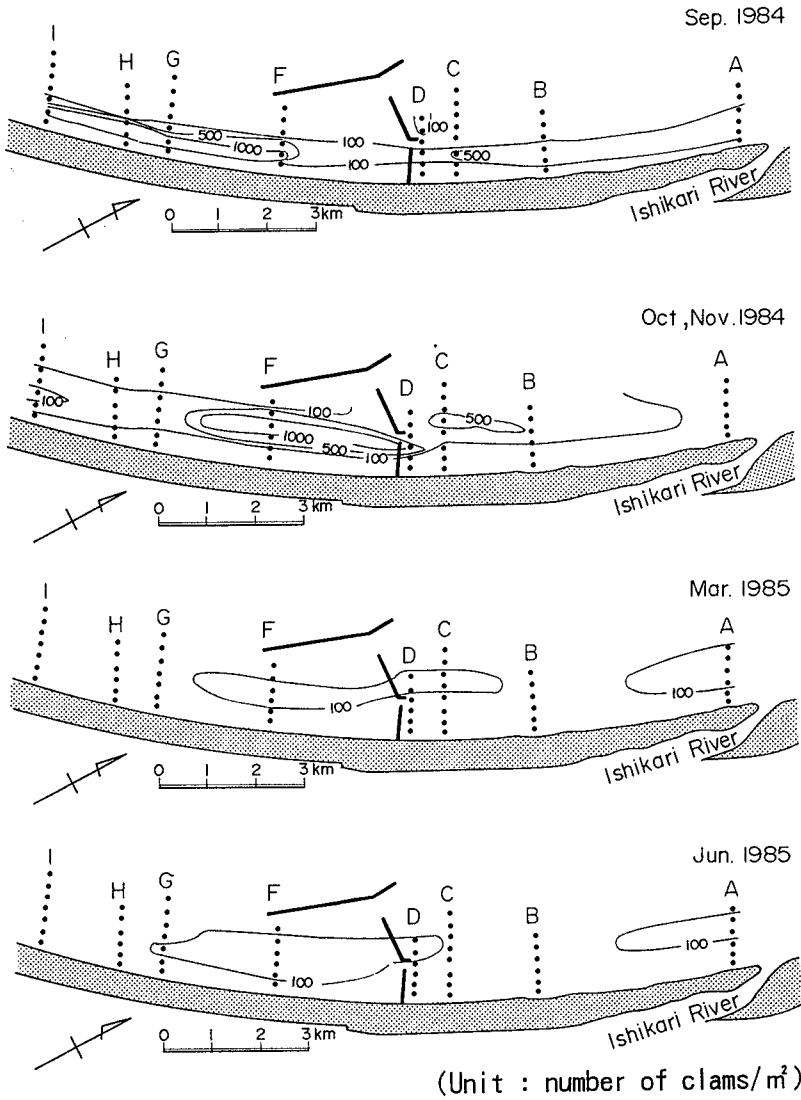 Sep. 1984
I
H
G
F
D
C
B
A
500
1000
100
100
100
500
Ishikari River
0 1 2 3 km
Oct, Nov. 1984
I
H
G
F
D
C
B
A
100
100
1000
500
100
500
Ishikari River
0 1 2 3 km
Mar. 1985
I
H
G
F
D
C
B
A
100
100
Ishikari River
0 1 2 3 km
Jun. 1985
I
H
G
F
D
C
B
A
100
100
Ishikari River
0 1 2 3 km
(Unit : number of clams/m²)